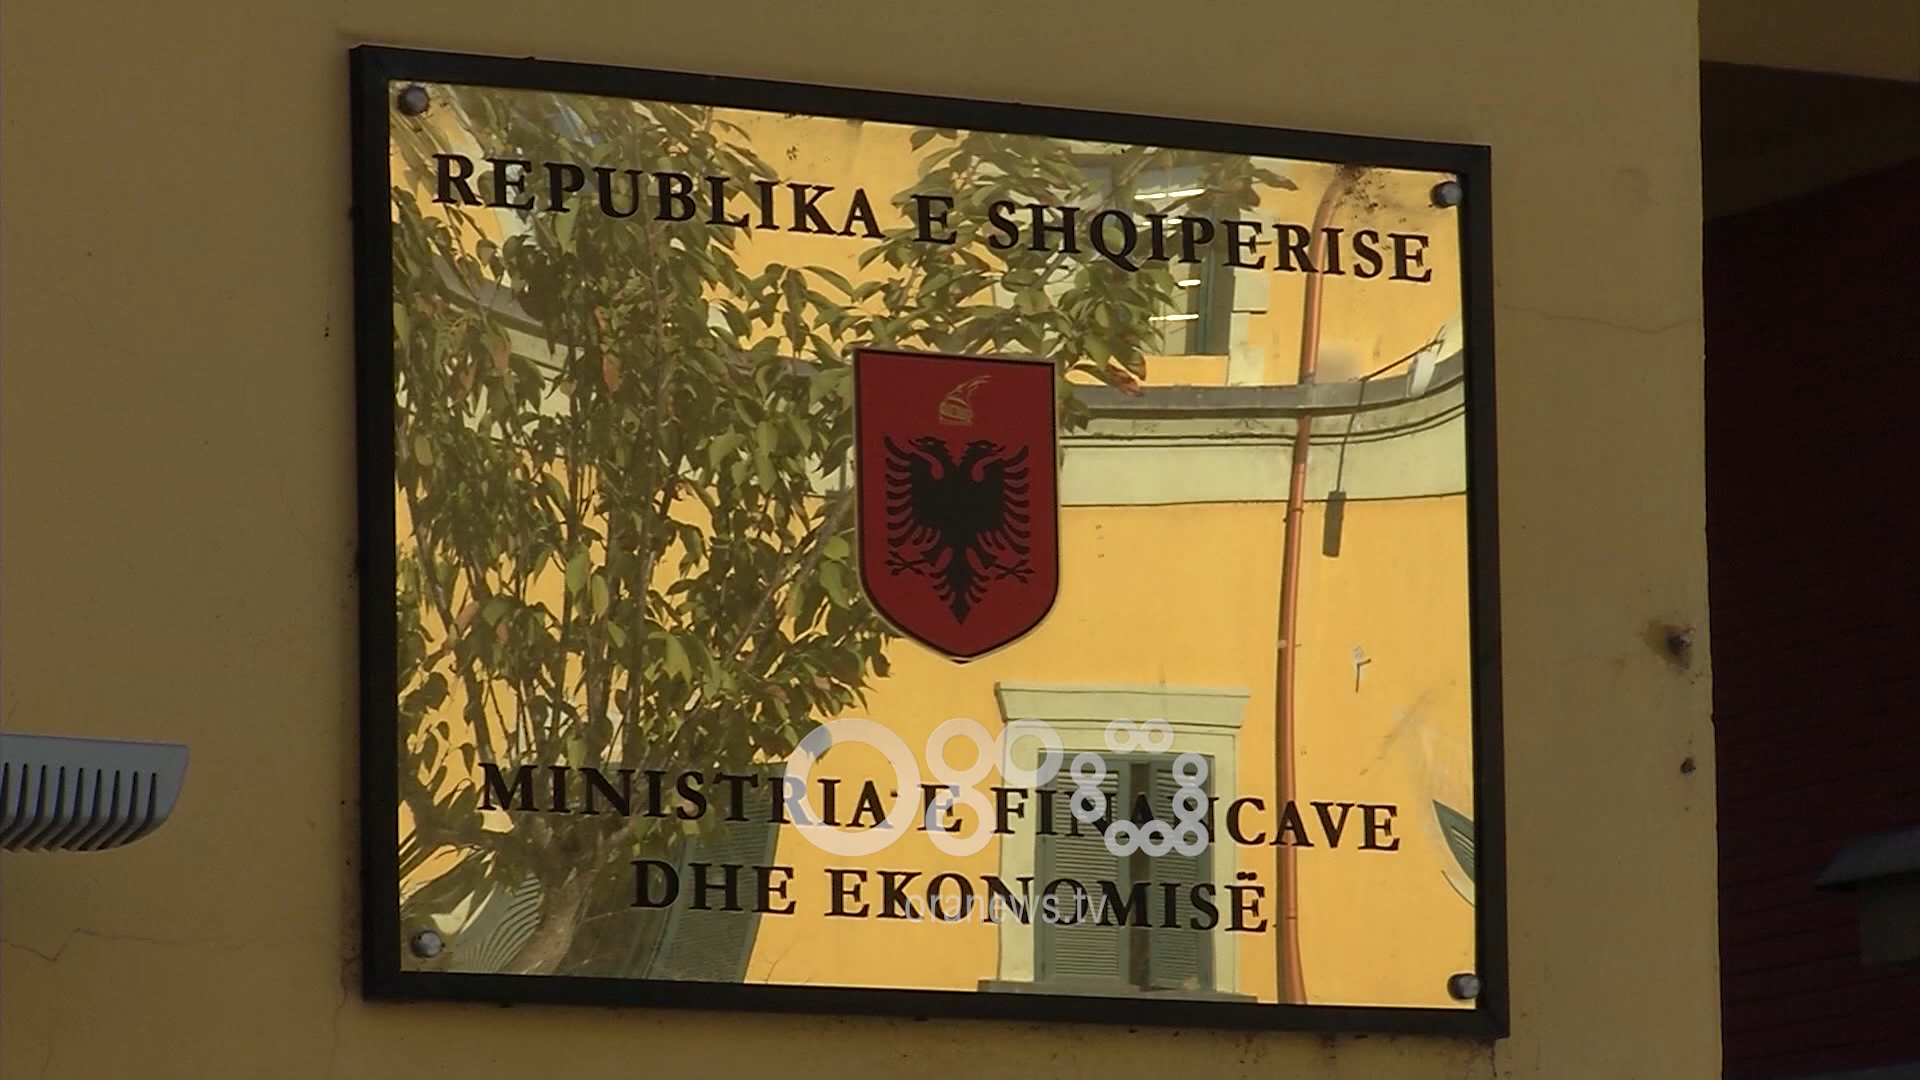 REPUBLIKA E SHQIPERISE
MINISTRIA E FINANCAVE
DHE EKONOMISË
oranews.tv